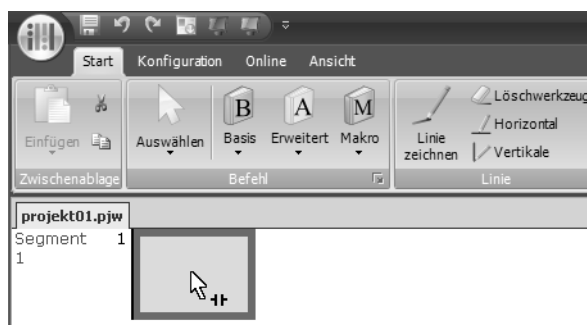 Start Konfiguration Online Ansicht
Löschwerkzeug
Horizontal
Vertikale
Einfügen Auswählen Basis Erweitert Makro Linie zeichnen
B A M
Zwischenablage Befehl Linie
projekt01.pjw
Segment 1
1